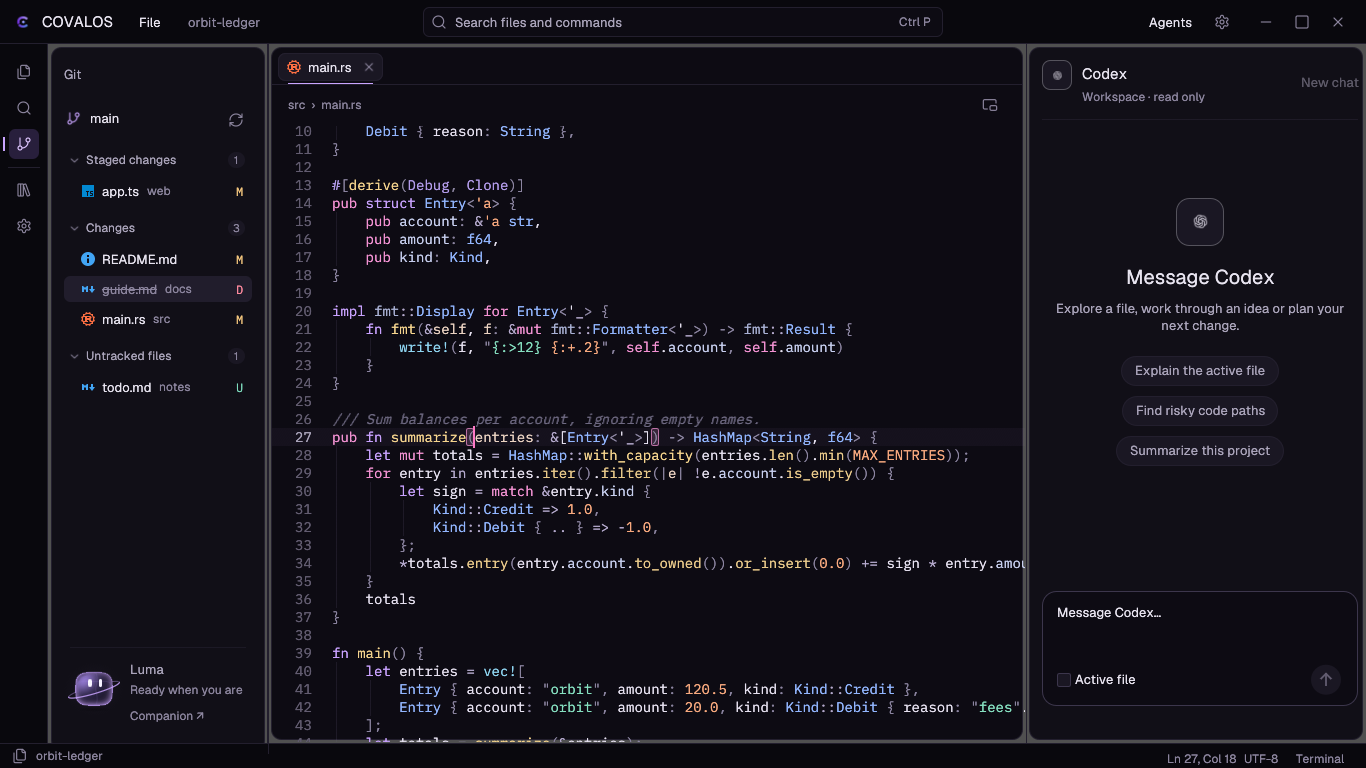 COVALOS File orbit-ledger Search files and commands Ctrl P Agents
Git
main
Staged changes 1
app.ts web M
Changes 3
README.md M
guide.md docs D
main.rs src M
Untracked files 1
todo.md notes U
Luma
Ready when you are
Companion ↗
main.rs
src › main.rs
10     Debit { reason: String },
11 }
12
13 #[derive(Debug, Clone)]
14 pub struct Entry<'a> {
15     pub account: &'a str,
16     pub amount: f64,
17     pub kind: Kind,
18 }
19
20 impl fmt::Display for Entry<'_> {
21     fn fmt(&self, f: &mut fmt::Formatter<'_>) -> fmt::Result {
22         write!(f, "{:>12} {:+.2}", self.account, self.amount)
23     }
24 }
25
26 /// Sum balances per account, ignoring empty names.
27 pub fn summarize(entries: &[Entry<'_>]) -> HashMap<String, f64> {
28     let mut totals = HashMap::with_capacity(entries.len().min(MAX_ENTRIES));
29     for entry in entries.iter().filter(|e| !e.account.is_empty()) {
30         let sign = match &entry.kind {
31             Kind::Credit => 1.0,
32             Kind::Debit { .. } => -1.0,
33         };
34         *totals.entry(entry.account.to_owned()).or_insert(0.0) += sign * entry.amou
35     }
36     totals
37 }
38
39 fn main() {
40     let entries = vec![
41         Entry { account: "orbit", amount: 120.5, kind: Kind::Credit },
42         Entry { account: "orbit", amount: 20.0, kind: Kind::Debit { reason: "fees".
43     ];
Codex
Workspace · read only
New chat
Message Codex
Explore a file, work through an idea or plan your
next change.
Explain the active file
Find risky code paths
Summarize this project
Message Codex…
Active file
orbit-ledger
Ln 27, Col 18 UTF-8 Terminal